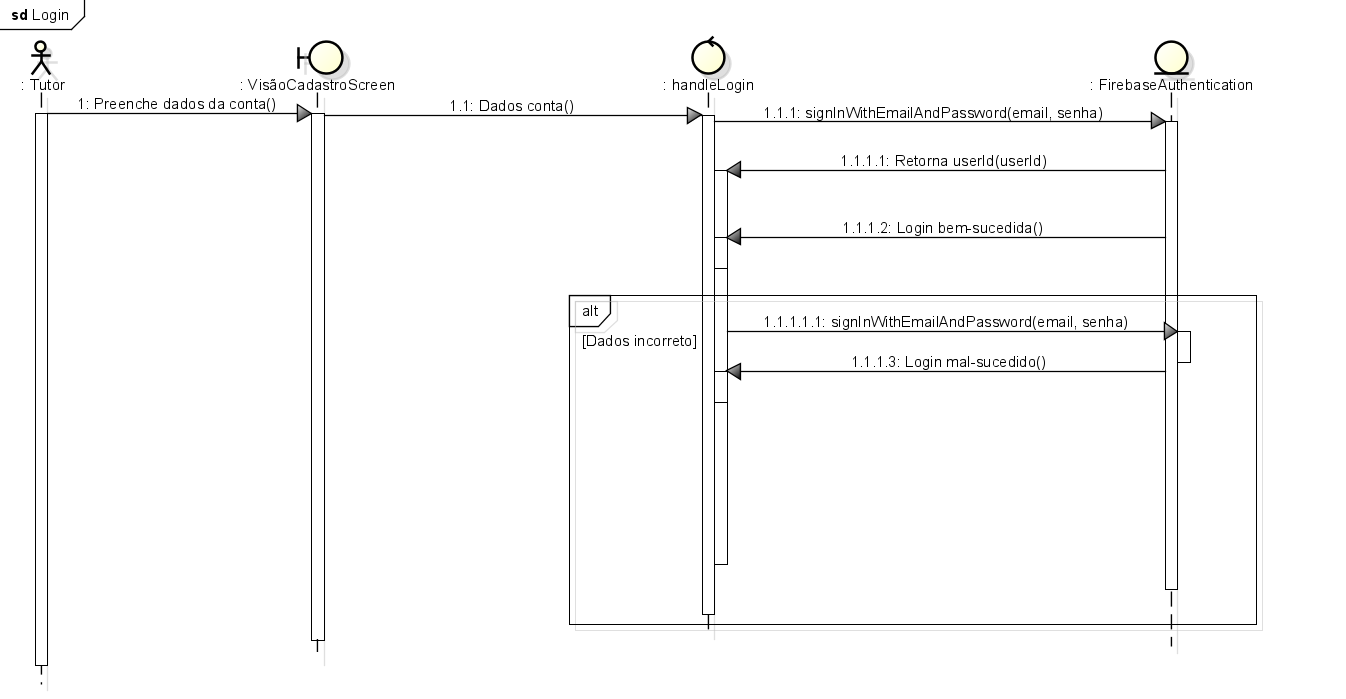 sd Login
: Tutor
: VisãoCadastroScreen
: handleLogin
: FirebaseAuthentication
1: Preenche dados da conta()
1.1: Dados conta()
1.1.1: signInWithEmailAndPassword(email, senha)
1.1.1.1: Retorna userId(userId)
1.1.1.2: Login bem-sucedida()
alt
1.1.1.1.1: signInWithEmailAndPassword(email, senha)
[Dados incorreto]
1.1.1.3: Login mal-sucedido()